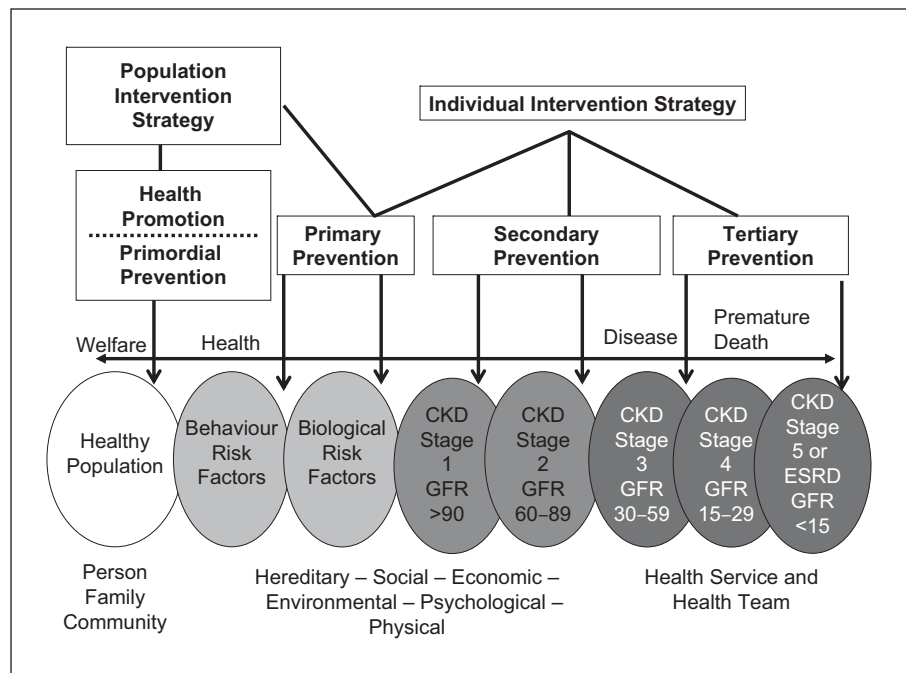 Population
Intervention
Strategy
Individual Intervention Strategy
Health
Promotion
Primordial
Prevention
Primary
Prevention
Secondary
Prevention
Tertiary
Prevention
Welfare
Health
Disease
Premature
Death
Healthy
Population
Behaviour
Risk
Factors
Biological
Risk
Factors
CKD
Stage
1
GFR
>90
CKD
Stage
2
GFR
60–89
CKD
Stage
3
GFR
30–59
CKD
Stage
4
GFR
15–29
CKD
Stage
5 or
ESRD
GFR
<15
Person
Family
Community
Hereditary – Social – Economic –
Environmental – Psychological –
Physical
Health Service and
Health Team